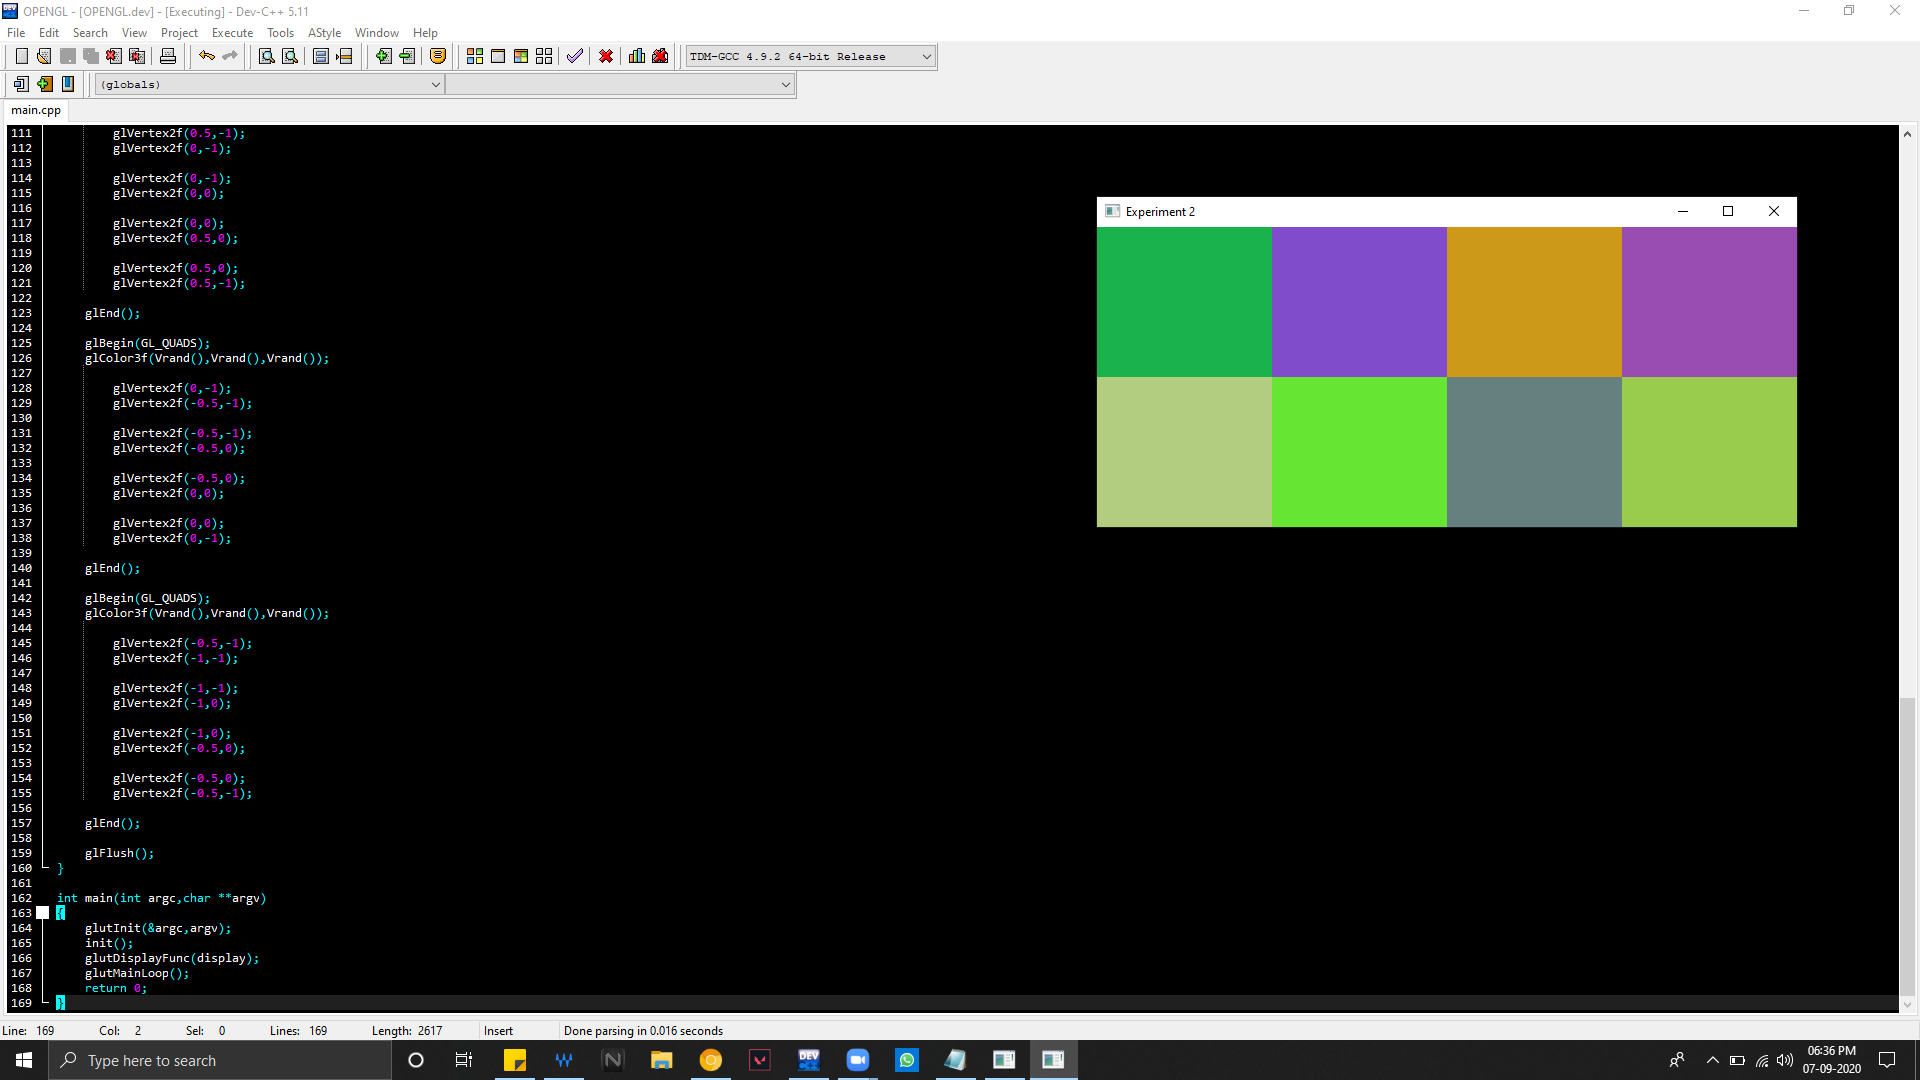 OPENGL - [OPENGL.dev] - [Executing] - Dev-C++ 5.11
File Edit Search View Project Execute Tools AStyle Window Help
TDM-GCC 4.9.2 64-bit Release
(globals)
main.cpp
111 glVertex2f(0.5,-1);
112 glVertex2f(0,-1);
113
114 glVertex2f(0,-1);
115 glVertex2f(0,0);
116
117 glVertex2f(0,0);
118 glVertex2f(0.5,0);
119
120 glVertex2f(0.5,0);
121 glVertex2f(0.5,-1);
122
123 glEnd();
124
125 glBegin(GL_QUADS);
126 glColor3f(Vrand(),Vrand(),Vrand());
127
128 glVertex2f(0,-1);
129 glVertex2f(-0.5,-1);
130
131 glVertex2f(-0.5,-1);
132 glVertex2f(-0.5,0);
133
134 glVertex2f(-0.5,0);
135 glVertex2f(0,0);
136
137 glVertex2f(0,0);
138 glVertex2f(0,-1);
139
140 glEnd();
141
142 glBegin(GL_QUADS);
143 glColor3f(Vrand(),Vrand(),Vrand());
144
145 glVertex2f(-0.5,-1);
146 glVertex2f(-1,-1);
147
148 glVertex2f(-1,-1);
149 glVertex2f(-1,0);
150
151 glVertex2f(-1,0);
152 glVertex2f(-0.5,0);
153
154 glVertex2f(-0.5,0);
155 glVertex2f(-0.5,-1);
156
157 glEnd();
158
159 glFlush();
160 }
161
162 int main(int argc,char **argv)
163 {
164 glutInit(&argc,argv);
165 init();
166 glutDisplayFunc(display);
167 glutMainLoop();
168 return 0;
169 }
Experiment 2
Line: 169 Col: 2 Sel: 0 Lines: 169 Length: 2617 Insert Done parsing in 0.016 seconds
Type here to search
DEV C++
06:36 PM
07-09-2020